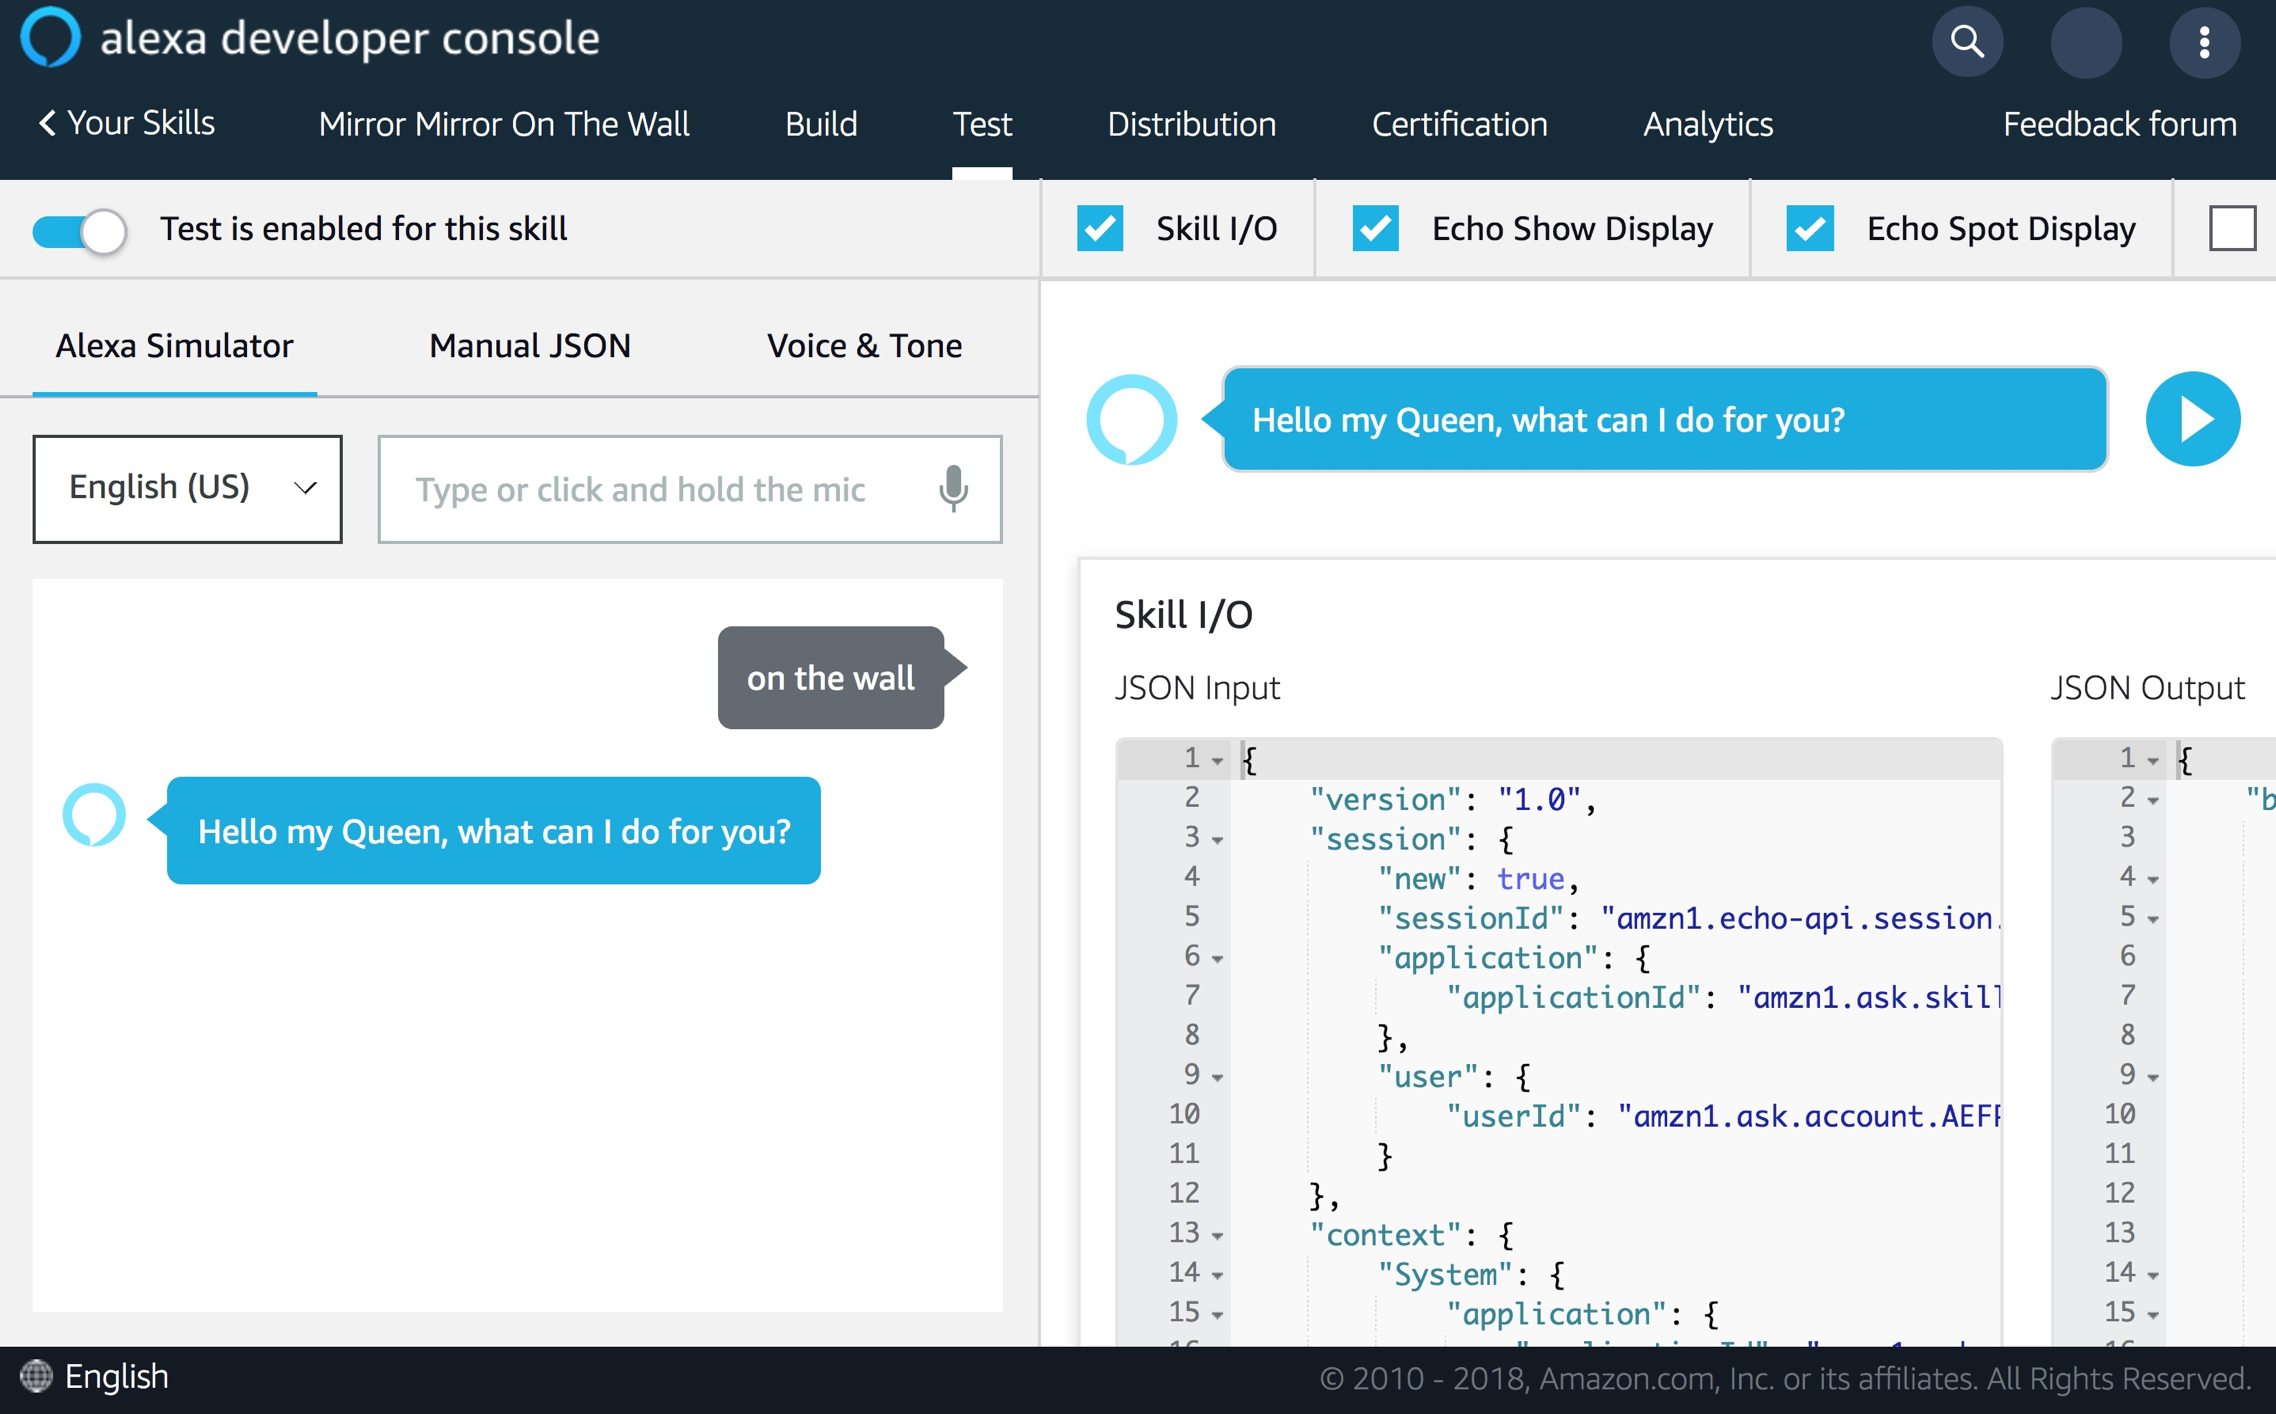 alexa developer console
Your Skills
Mirror Mirror On The Wall
Build
Test
Distribution
Certification
Analytics
Feedback forum
Test is enabled for this skill
Skill I/O
Echo Show Display
Echo Spot Display
Alexa Simulator
Manual JSON
Voice & Tone
English (US)
Type or click and hold the mic
on the wall
Hello my Queen, what can I do for you?
Hello my Queen, what can I do for you?
Skill I/O
JSON Input
1 {
2 "version": "1.0",
3 "session": {
4 "new": true,
5 "sessionId": "amzn1.echo-api.session.
6 "application": {
7 "applicationId": "amzn1.ask.skill
8 },
9 "user": {
10 "userId": "amzn1.ask.account.AEF
11 }
12 },
13 "context": {
14 "System": {
15 "application": {
JSON Output
1 {
2 "b
3
4
5
6
7
8
9
10
11
12
13
14
15
English
© 2010 - 2018, Amazon.com, Inc. or its affiliates. All Rights Reserved.